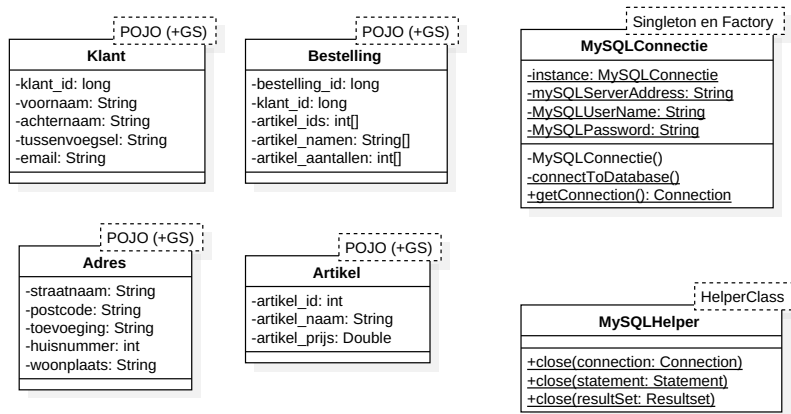 POJO (+GS)
Klant
-klant_id: long
-voornaam: String
-achternaam: String
-tussenvoegsel: String
-email: String
POJO (+GS)
Bestelling
-bestelling_id: long
-klant_id: long
-artikel_ids: int[]
-artikel_namen: String[]
-artikel_aantallen: int[]
Singleton en Factory
MySQLConnectie
-instance: MySQLConnectie
-mySQLServerAddress: String
-MySQLUserName: String
-MySQLPassword: String
-MySQLConnectie()
-connectToDatabase()
+getConnection(): Connection
POJO (+GS)
Adres
-straatnaam: String
-postcode: String
-toevoeging: String
-huisnummer: int
-woonplaats: String
POJO (+GS)
Artikel
-artikel_id: int
-artikel_naam: String
-artikel_prijs: Double
HelperClass
MySQLHelper
+close(connection: Connection)
+close(statement: Statement)
+close(resultSet: Resultset)